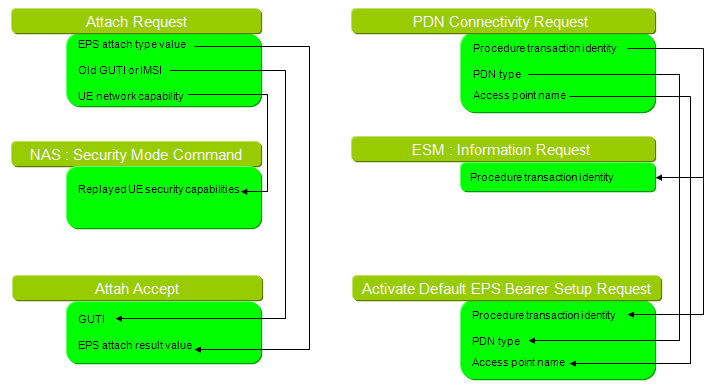 Attach Request
EPS attach type value
Old GUTI or IMSI
UE network capability
NAS : Security Mode Command
Replayed UE security capabilities
Attah Accept
GUTI
EPS attach result value
PDN Connectivity Request
Procedure transaction identity
PDN type
Access point name
ESM : Information Request
Procedure transaction identity
Activate Default EPS Bearer Setup Request
Procedure transaction identity
PDN type
Access point name